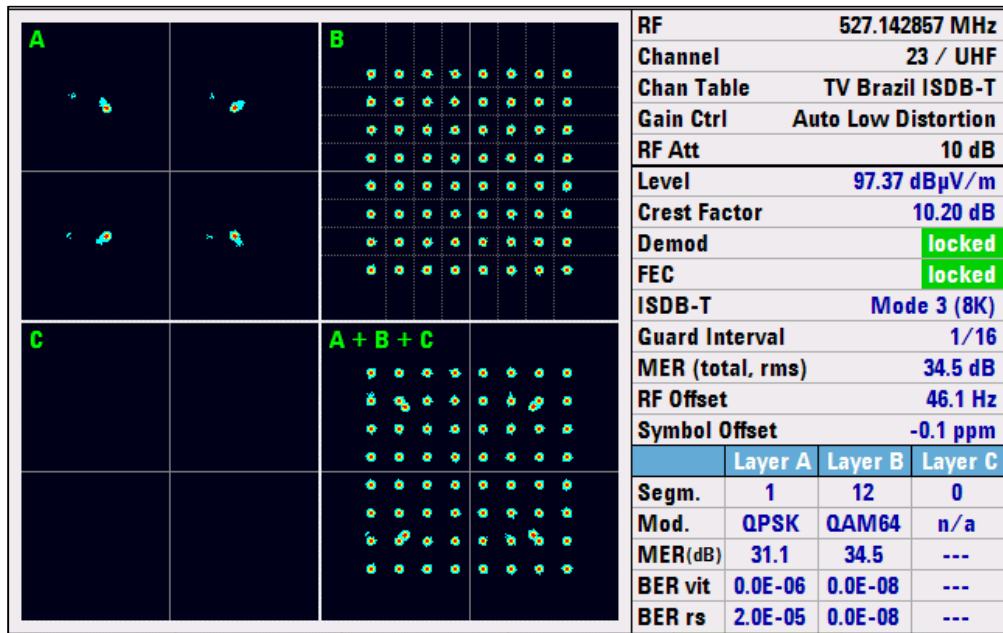 A
B
C
A + B + C
RF 527.142857 MHz
Channel 23 / UHF
Chan Table TV Brazil ISDB-T
Gain Ctrl Auto Low Distortion
RF Att 10 dB
Level 97.37 dBµV/m
Crest Factor 10.20 dB
Demod locked
FEC locked
ISDB-T Mode 3 (8K)
Guard Interval 1/16
MER (total, rms) 34.5 dB
RF Offset 46.1 Hz
Symbol Offset -0.1 ppm
Layer A Layer B Layer C
Segm. 1 12 0
Mod. QPSK QAM64 n/a
MER(dB) 31.1 34.5 ---
BER vit 0.0E-06 0.0E-08 ---
BER rs 2.0E-05 0.0E-08 ---